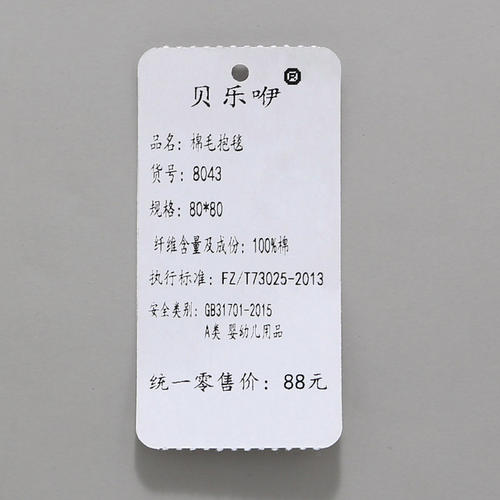 贝乐咿®
品名：棉毛抱毯
货号：8043
规格：80*80
纤维含量及成份：100%棉
执行标准：FZ/T73025-2013
安全类别：GB31701-2015
A类 婴幼儿用品
统一零售价：88元